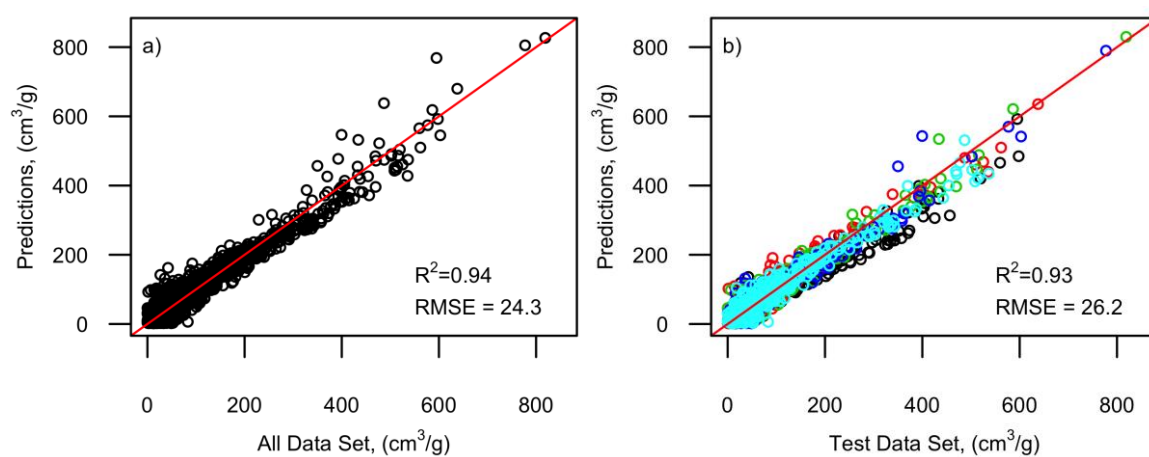 a)
Predictions, (cm³/g)
800
600
400
200
0
R²=0.94
RMSE = 24.3
0 200 400 600 800
All Data Set, (cm³/g)
b)
Predictions, (cm³/g)
800
600
400
200
0
R²=0.93
RMSE = 26.2
0 200 400 600 800
Test Data Set, (cm³/g)